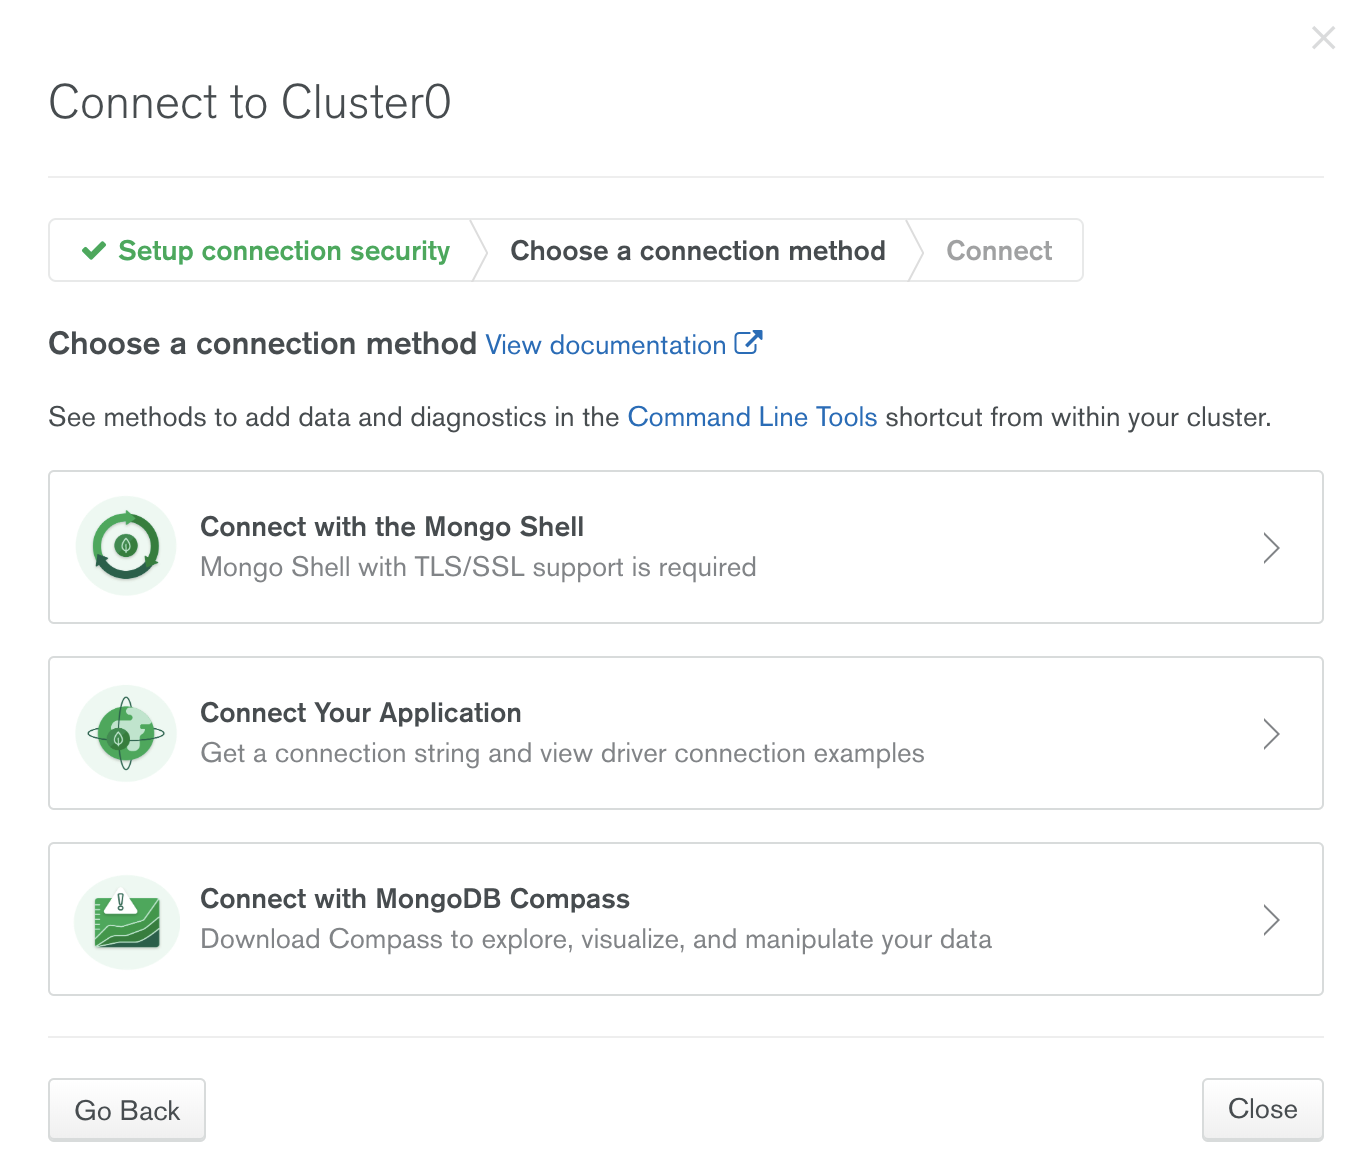 Connect to Cluster0
Setup connection security
Choose a connection method
Connect
Choose a connection method View documentation
See methods to add data and diagnostics in the Command Line Tools shortcut from within your cluster.
Connect with the Mongo Shell
Mongo Shell with TLS/SSL support is required
Connect Your Application
Get a connection string and view driver connection examples
Connect with MongoDB Compass
Download Compass to explore, visualize, and manipulate your data
Go Back
Close